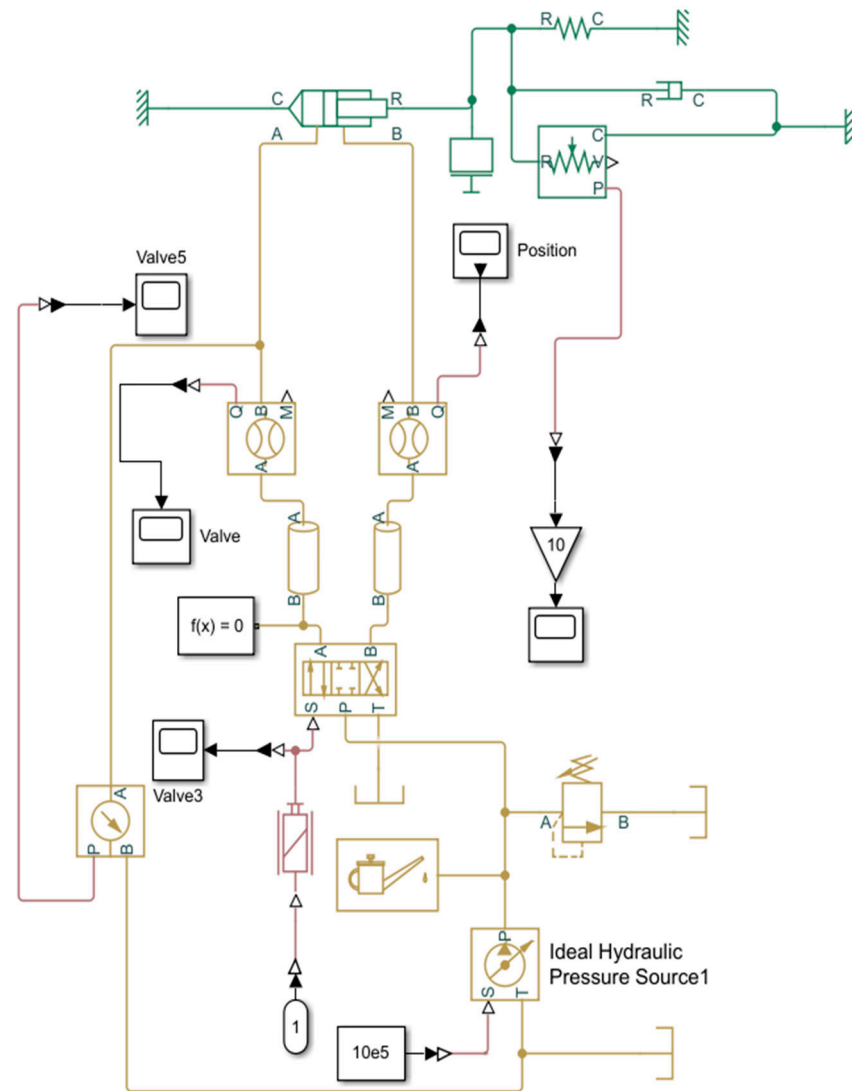 R C
C R
A B
R C
C
R V
P
Valve5
Position
Q B M
M B Q
A
A
Valve
A
A
10
B
B
f(x) = 0
A B
S P T
Valve3
A
A B
P B
P
Ideal Hydraulic
Pressure Source1
S T
1
10e5